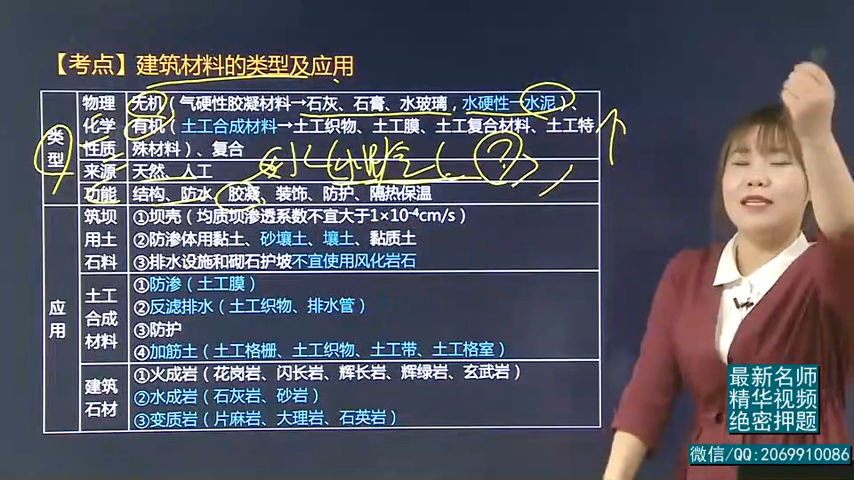 【考点】建筑材料的类型及应用
类型
物理化学性质
无机（气硬性胶凝材料→石灰、石膏、水玻璃，水硬性→水泥）、
有机（土工合成材料→土工织物、土工膜、土工复合材料、土工特
殊材料）、复合
来源 天然、人工
功能 结构、防水、胶凝、装饰、防护、隔热保温
应用
筑坝用土石料
①坝壳（均质坝渗透系数不宜大于1×10⁻⁴cm/s）
②防渗体用黏土、砂壤土、壤土、黏质土
③排水设施和砌石护坡不宜使用风化岩石
土工合成材料
①防渗（土工膜）
②反滤排水（土工织物、排水管）
③防护
④加筋土（土工格栅、土工织物、土工带、土工格室）
建筑石材
①火成岩（花岗岩、闪长岩、辉长岩、辉绿岩、玄武岩）
②水成岩（石灰岩、砂岩）
③变质岩（片麻岩、大理岩、石英岩）
最新名师
精华视频
绝密押题
微信/QQ:2069910086